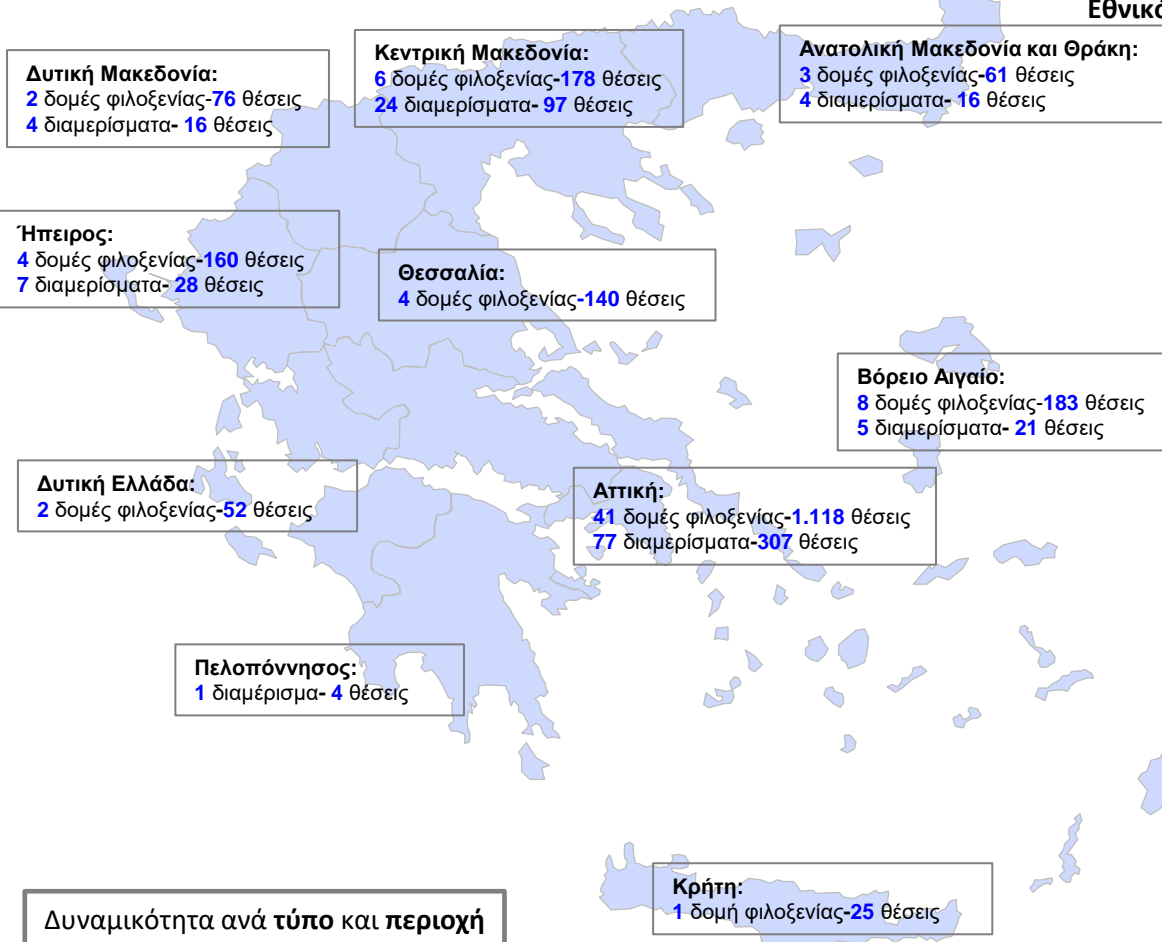 Εθνικό
Δυτική Μακεδονία:
2 δομές φιλοξενίας-76 θέσεις
4 διαμερίσματα- 16 θέσεις
Κεντρική Μακεδονία:
6 δομές φιλοξενίας-178 θέσεις
24 διαμερίσματα- 97 θέσεις
Ανατολική Μακεδονία και Θράκη:
3 δομές φιλοξενίας-61 θέσεις
4 διαμερίσματα- 16 θέσεις
Ήπειρος:
4 δομές φιλοξενίας-160 θέσεις
7 διαμερίσματα- 28 θέσεις
Θεσσαλία:
4 δομές φιλοξενίας-140 θέσεις
Βόρειο Αιγαίο:
8 δομές φιλοξενίας-183 θέσεις
5 διαμερίσματα- 21 θέσεις
Δυτική Ελλάδα:
2 δομές φιλοξενίας-52 θέσεις
Αττική:
41 δομές φιλοξενίας-1.118 θέσεις
77 διαμερίσματα-307 θέσεις
Πελοπόννησος:
1 διαμέρισμα- 4 θέσεις
Κρήτη:
1 δομή φιλοξενίας-25 θέσεις
Δυναμικότητα ανά τύπο και περιοχή